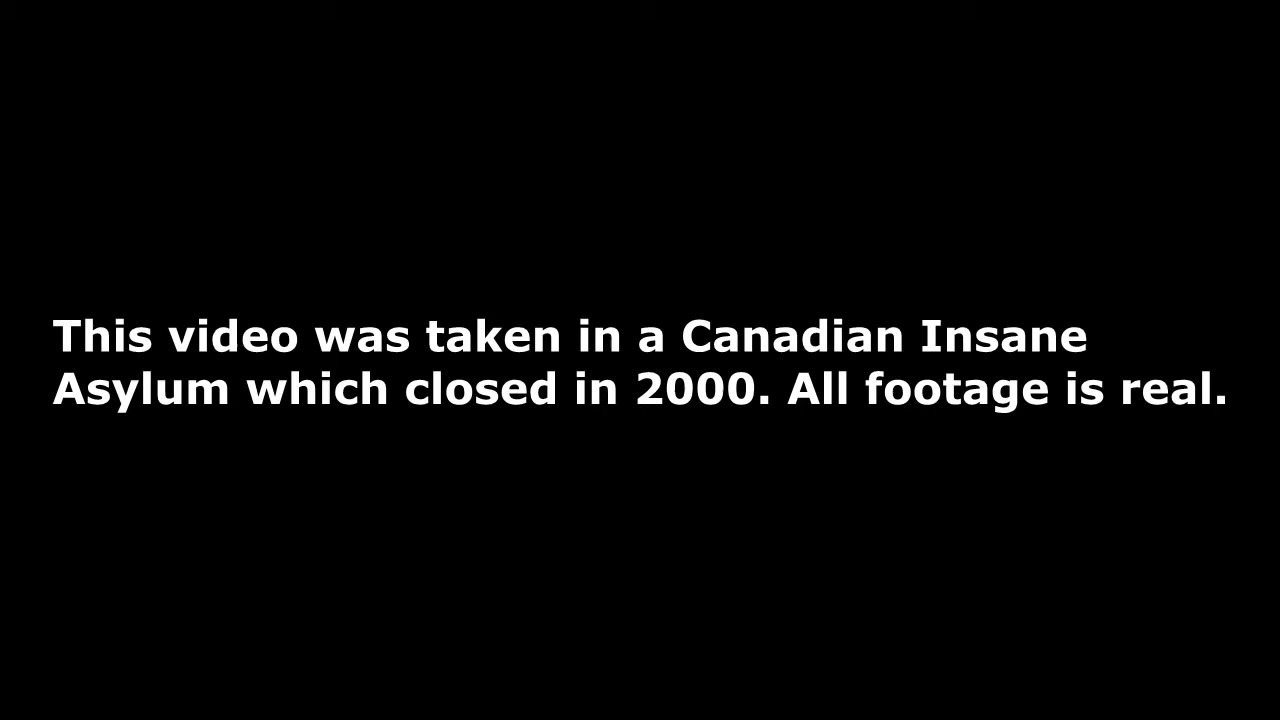 This video was taken in a Canadian Insane
Asylum which closed in 2000. All footage is real.